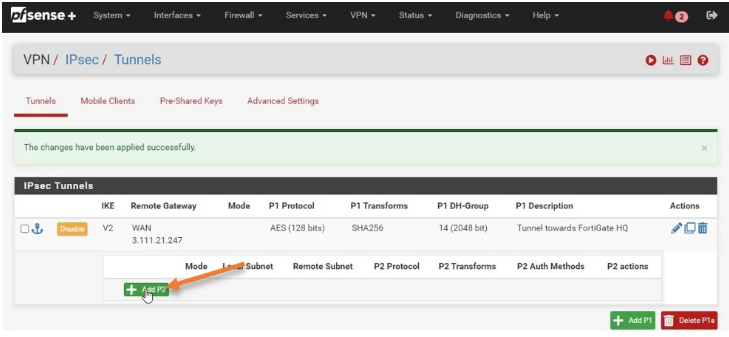 pfsense +
System
Interfaces
Firewall
Services
VPN
Status
Diagnostics
Help
2
VPN / IPsec / Tunnels
Tunnels
Mobile Clients
Pre-Shared Keys
Advanced Settings
The changes have been applied successfully.
×
IPsec Tunnels
IKE Remote Gateway Mode P1 Protocol P1 Transforms P1 DH-Group P1 Description Actions
Disable V2 WAN AES (128 bits) SHA256 14 (2048 bit) Tunnel towards FortiGate HQ
3.111.21.247
Mode Local Subnet Remote Subnet P2 Protocol P2 Transforms P2 Auth Methods P2 actions
Add P2
Add P1 Delete P1s